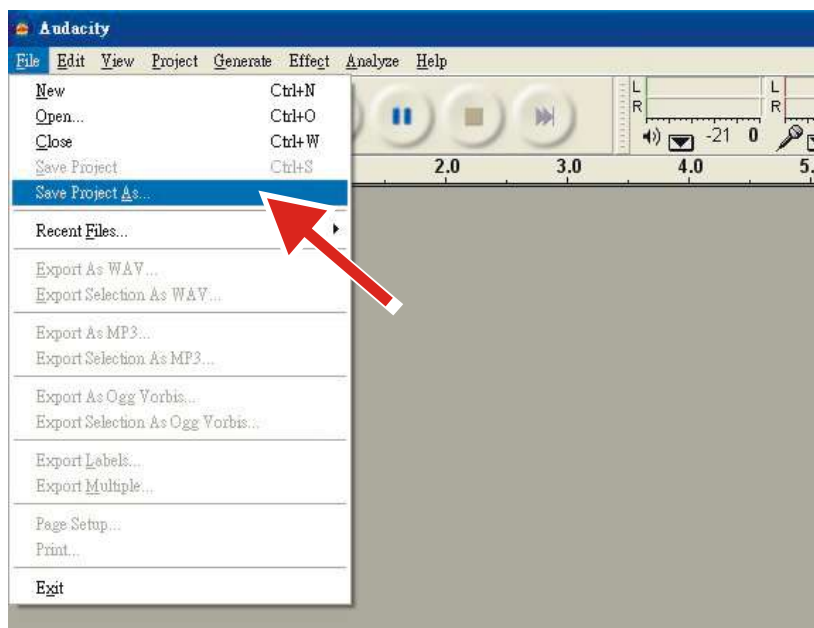 Audacity
File Edit View Project Generate Effect Analyze Help
New Ctrl+N
Open... Ctrl+O
Close Ctrl+W
Save Project Ctrl+S
Save Project As...
Recent Files...
Export As WAV...
Export Selection As WAV...
Export As MP3...
Export Selection As MP3...
Export As Ogg Vorbis...
Export Selection As Ogg Vorbis...
Export Labels...
Export Multiple...
Page Setup...
Print...
Exit
L
R
-21 0
L
R
2.0 3.0 4.0 5.